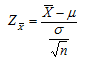 Z_X̄ = (X̄ − μ) / (σ / √n)